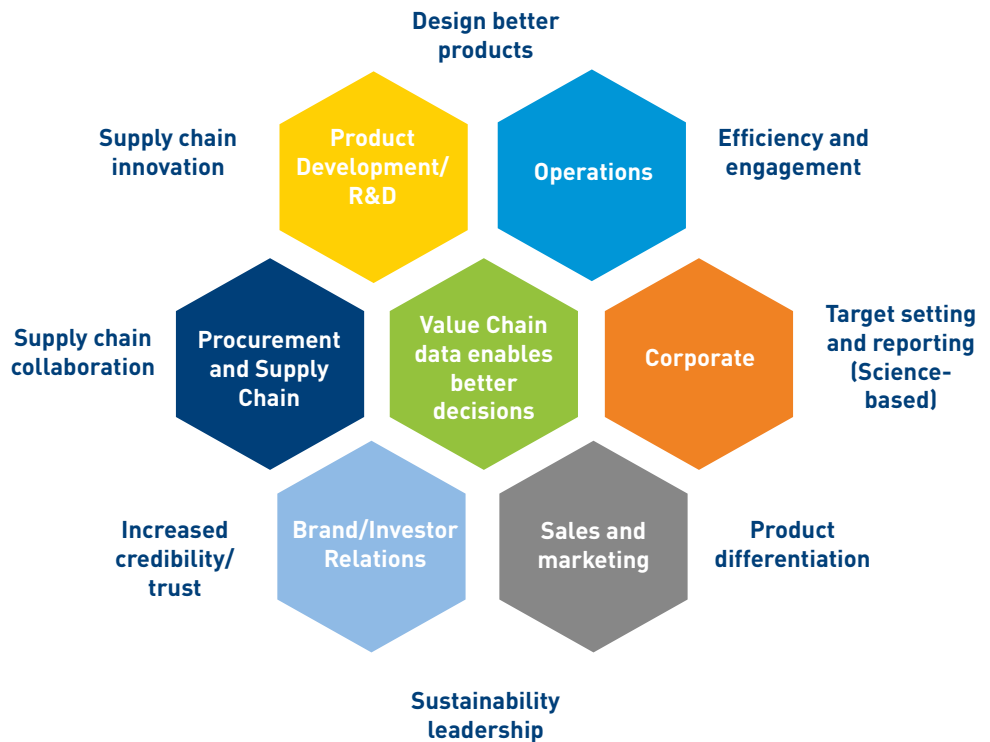 Design better
products
Supply chain
innovation
Product
Development/
R&D
Operations
Efficiency and
engagement
Supply chain
collaboration
Procurement
and Supply
Chain
Value Chain
data enables
better
decisions
Corporate
Target setting
and reporting
(Science-
based)
Increased
credibility/
trust
Brand/Investor
Relations
Sales and
marketing
Product
differentiation
Sustainability
leadership